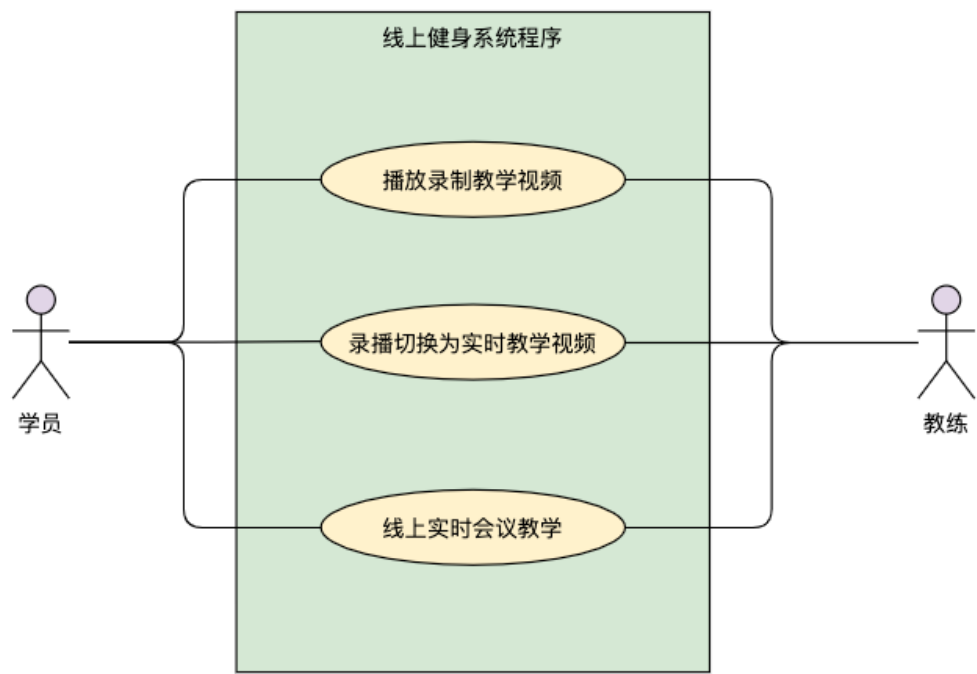 线上健身系统程序
播放录制教学视频
录播切换为实时教学视频
学员
教练
线上实时会议教学